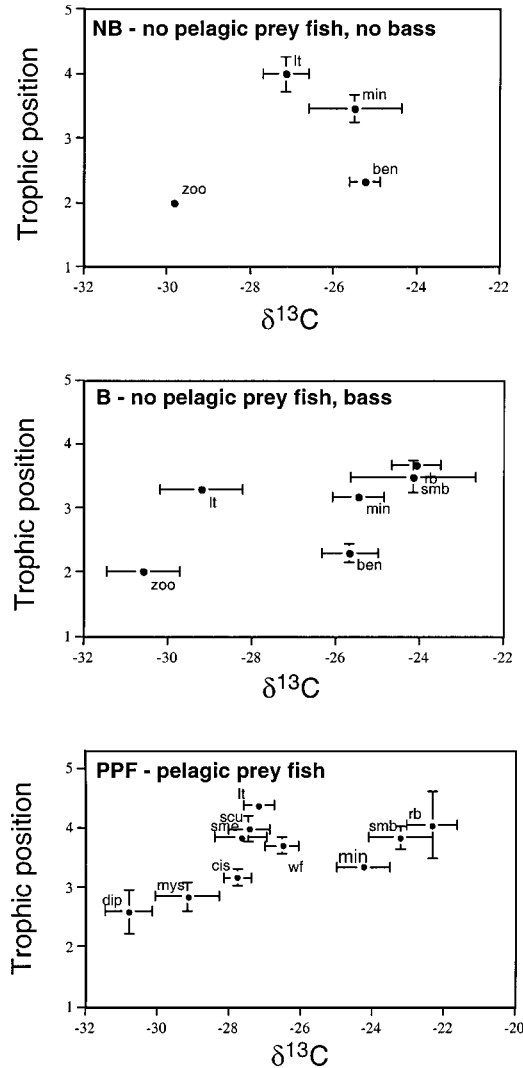 NB - no pelagic prey fish, no bass
5
4
3
2
1
Trophic position
lt
min
ben
zoo
-32
-30
-28
-26
-24
-22
δ13C
B - no pelagic prey fish, bass
5
4
3
2
1
Trophic position
rb
smb
lt
min
ben
zoo
-32
-30
-28
-26
-24
-22
δ13C
PPF - pelagic prey fish
5
4
3
2
1
Trophic position
lt
scu
sme
rb
smb
wf
min
cis
mys
dip
-32
-30
-28
-26
-24
-22
-20
δ13C